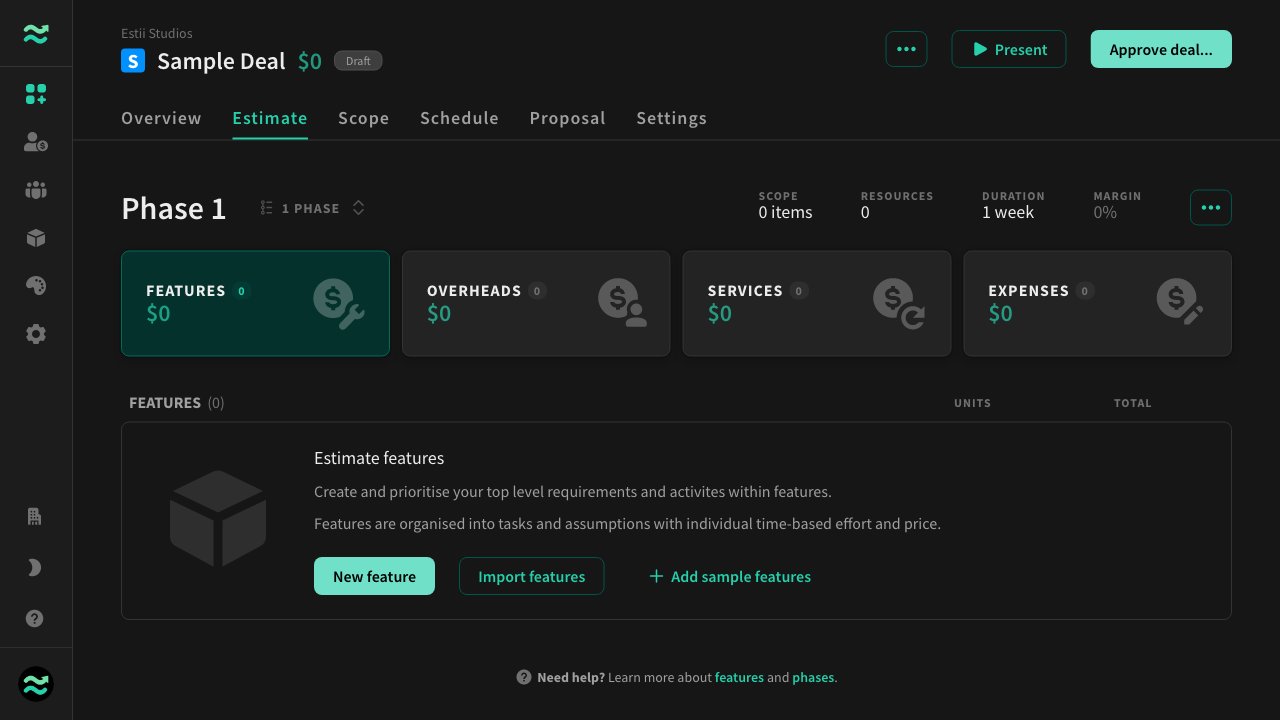 Estii Studios
S Sample Deal $0 Draft
Present
Approve deal...
Overview Estimate Scope Schedule Proposal Settings
Phase 1
1 PHASE
SCOPE
0 items
RESOURCES
0
DURATION
1 week
MARGIN
0%
FEATURES 0
$0
OVERHEADS 0
$0
SERVICES 0
$0
EXPENSES 0
$0
FEATURES (0) UNITS TOTAL
Estimate features
Create and prioritise your top level requirements and activites within features.
Features are organised into tasks and assumptions with individual time-based effort and price.
New feature Import features Add sample features
Need help? Learn more about features and phases.